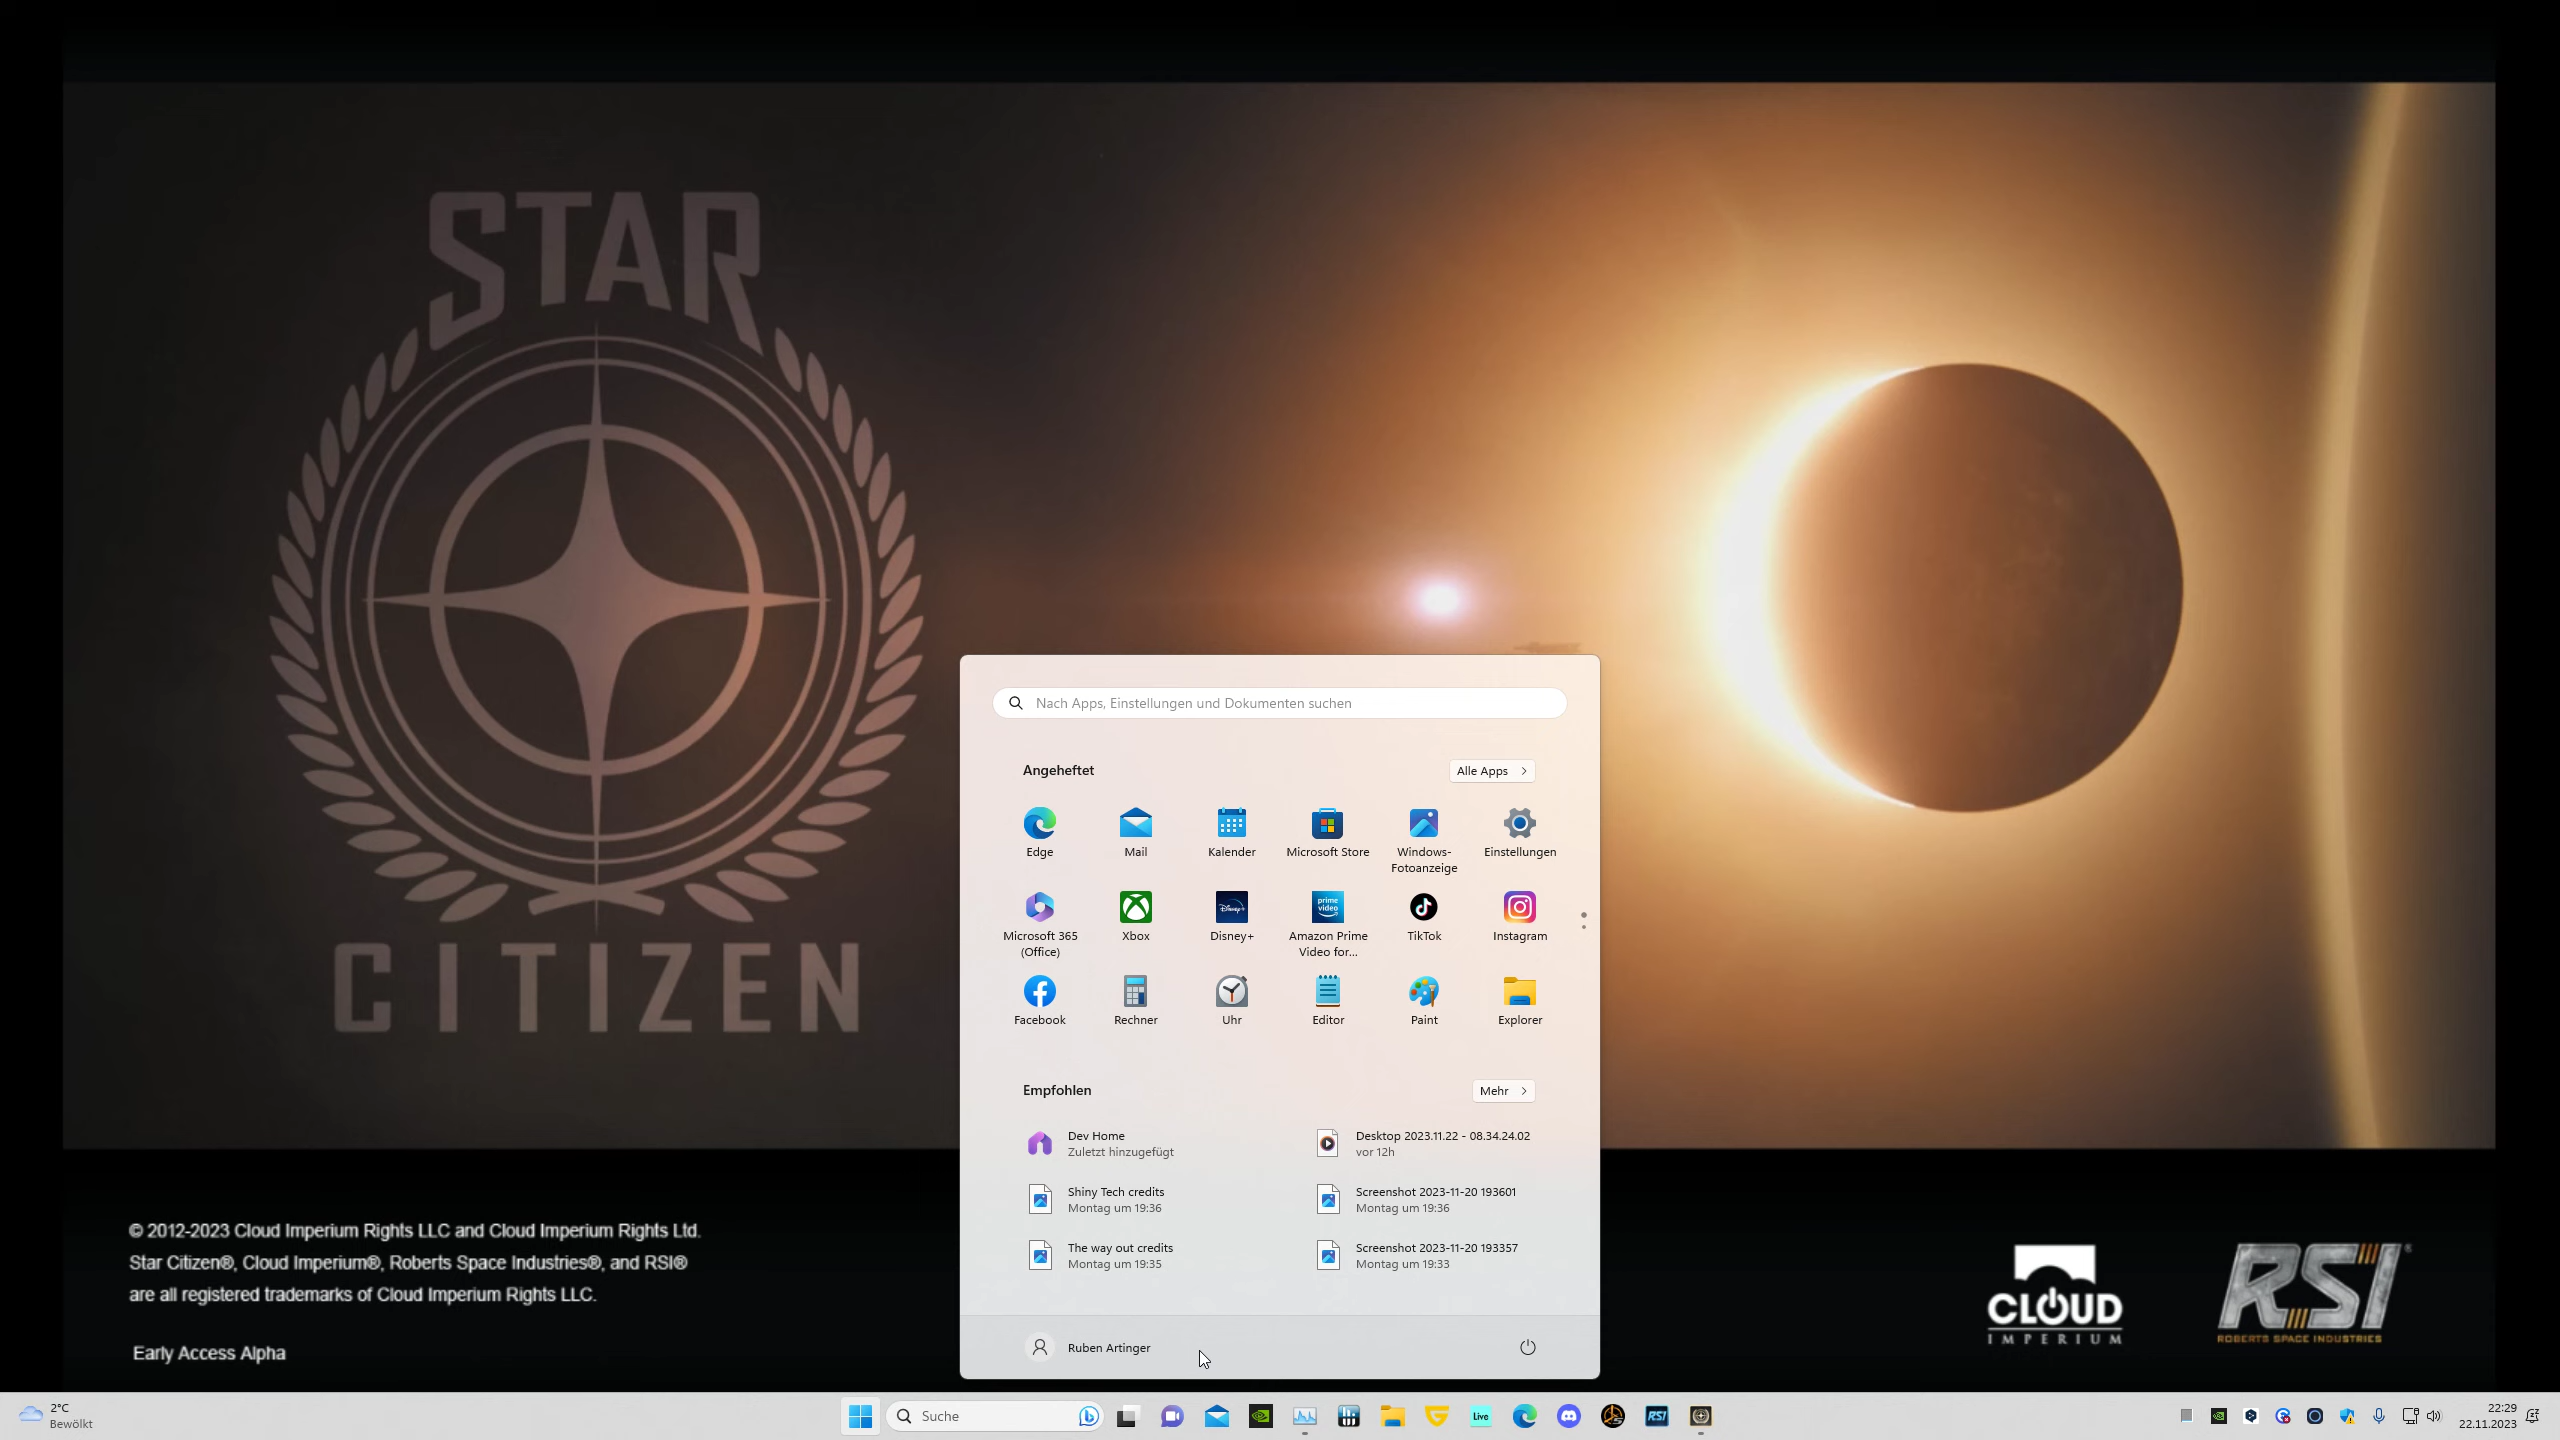 STAR
CITIZEN
Nach Apps, Einstellungen und Dokumenten suchen
Angeheftet
Alle Apps
Edge
Mail
Kalender
Microsoft Store
Windows-
Fotoanzeige
Einstellungen
Microsoft 365
(Office)
Xbox
Disney+
Disney+
prime
video
Amazon Prime
Video for...
TikTok
Instagram
Facebook
Rechner
Uhr
Editor
Paint
Explorer
Empfohlen
Mehr
Dev Home
Zuletzt hinzugefügt
Desktop 2023.11.22 - 08.34.24.02
vor 12h
Shiny Tech credits
Montag um 19:36
Screenshot 2023-11-20 193601
Montag um 19:36
The way out credits
Montag um 19:35
Screenshot 2023-11-20 193357
Montag um 19:33
Ruben Artinger
© 2012-2023 Cloud Imperium Rights LLC and Cloud Imperium Rights Ltd.
Star Citizen®, Cloud Imperium®, Roberts Space Industries®, and RSI®
are all registered trademarks of Cloud Imperium Rights LLC.
Early Access Alpha
CLOUD
IMPERIUM
RSI®
ROBERTS SPACE INDUSTRIES
2°C
Bewölkt
Suche
Live
RSI
22:29
22.11.2023